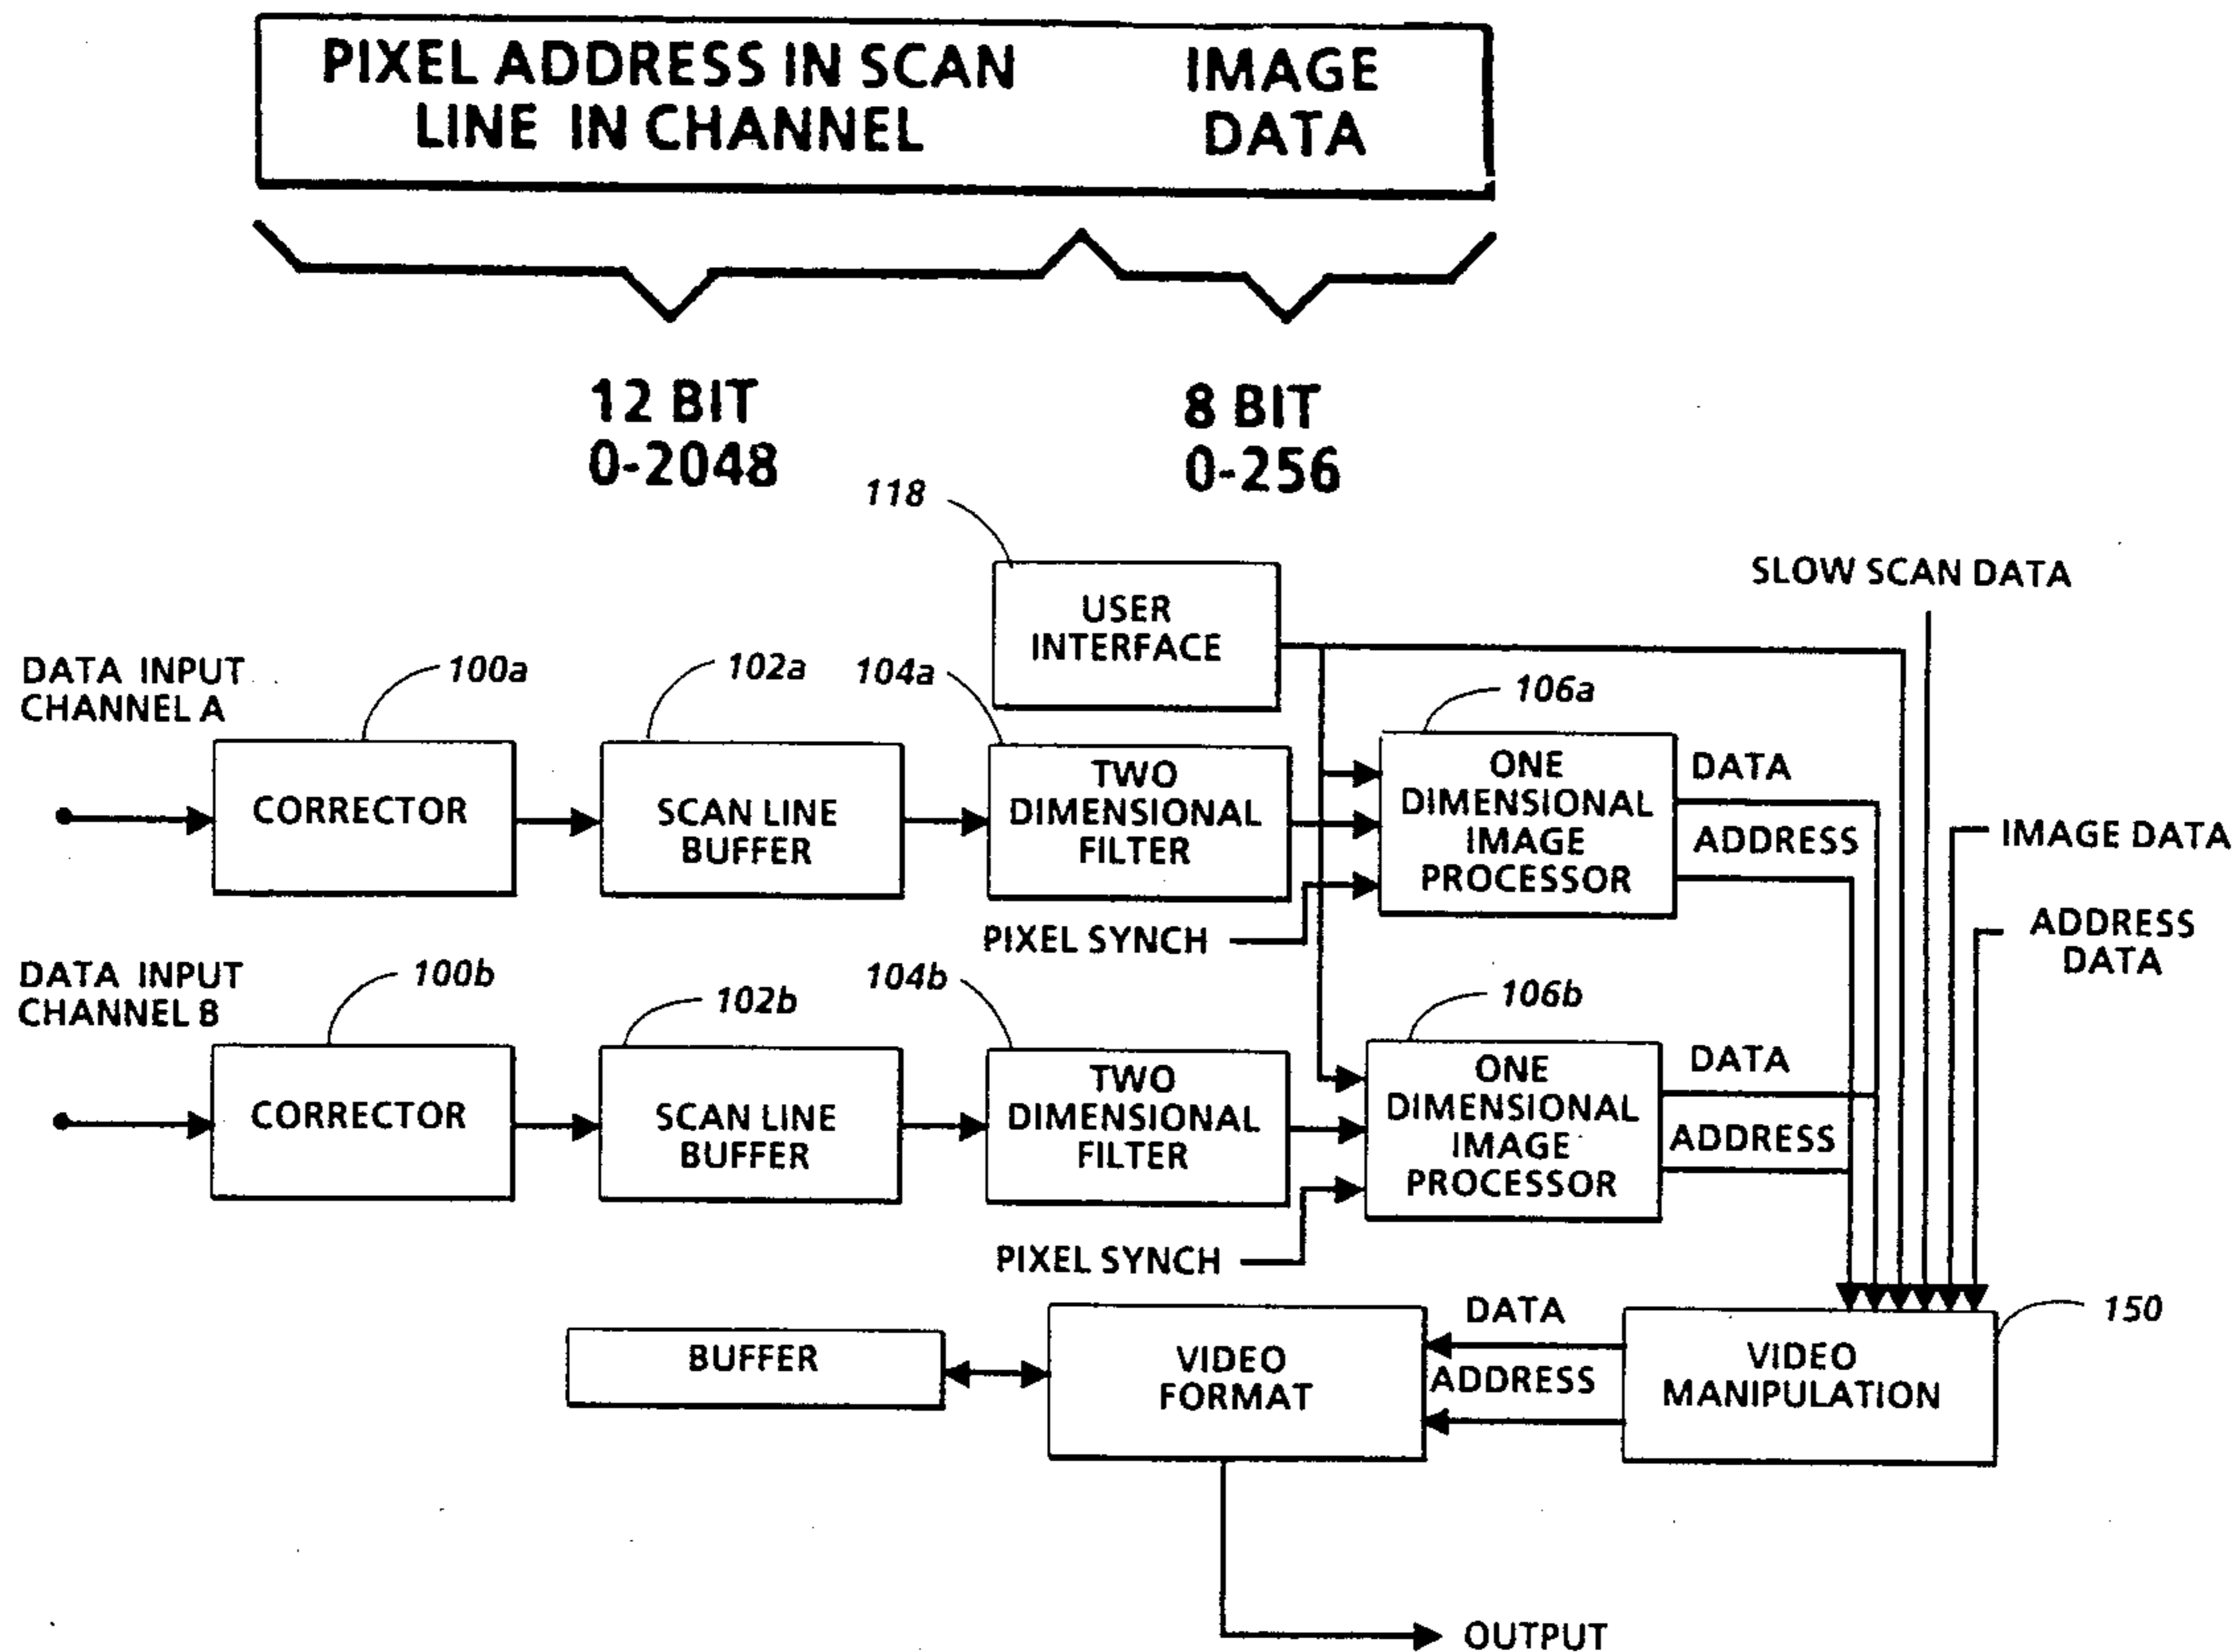 PIXEL ADDRESS IN SCAN
LINE IN CHANNEL
IMAGE
DATA
12 BIT
0-2048
8 BIT
0-256
118
USER
INTERFACE
SLOW SCAN DATA
DATA INPUT
CHANNEL A
100a
102a
104a
106a
CORRECTOR
SCAN LINE
BUFFER
TWO
DIMENSIONAL
FILTER
ONE
DIMENSIONAL
IMAGE
PROCESSOR
DATA
ADDRESS
IMAGE DATA
PIXEL SYNCH
ADDRESS
DATA
DATA INPUT
CHANNEL B
100b
102b
104b
106b
CORRECTOR
SCAN LINE
BUFFER
TWO
DIMENSIONAL
FILTER
ONE
DIMENSIONAL
IMAGE
PROCESSOR
DATA
ADDRESS
PIXEL SYNCH
BUFFER
VIDEO
FORMAT
DATA
ADDRESS
VIDEO
MANIPULATION
150
OUTPUT